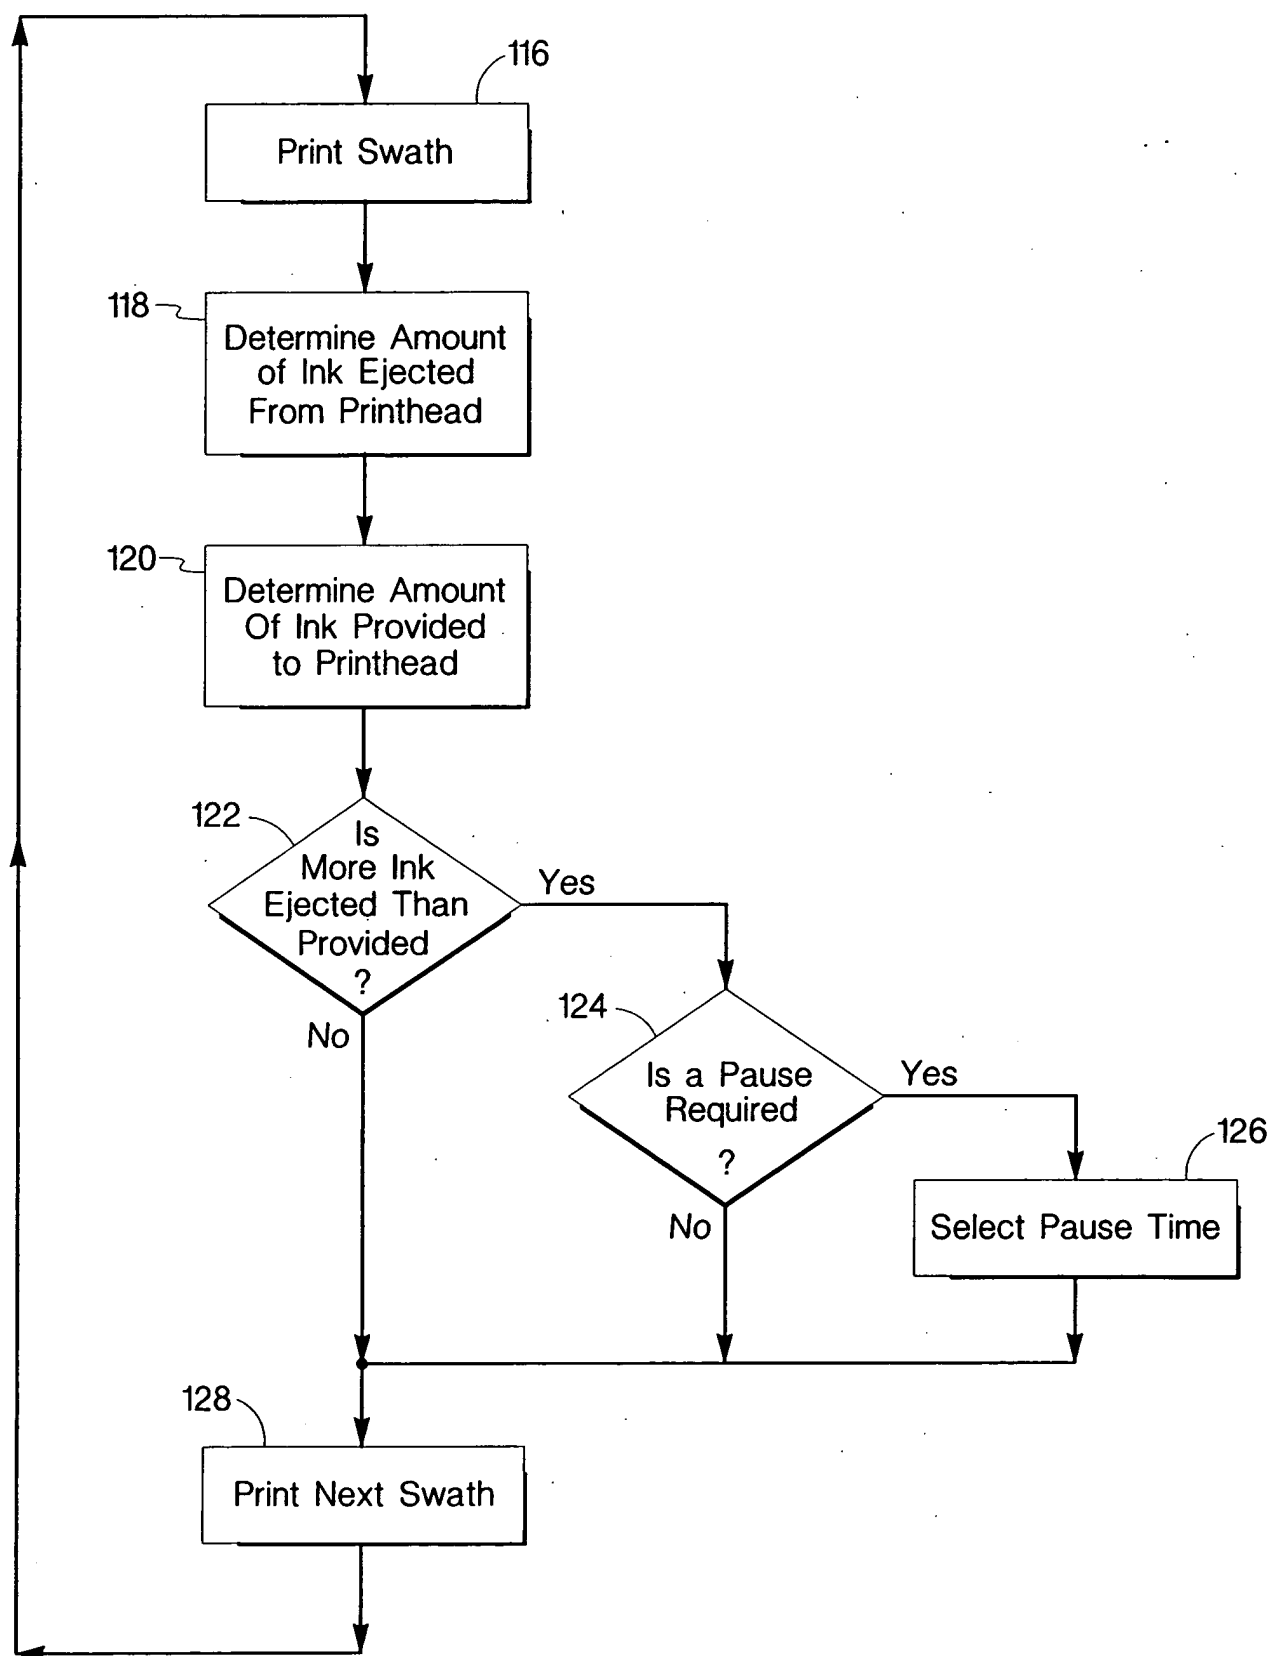 116
Print Swath
118
Determine Amount
of Ink Ejected
From Printhead
120
Determine Amount
Of Ink Provided
to Printhead
122
Is
More Ink
Ejected Than
Provided
?
Yes
No
124
Is a Pause
Required
?
Yes
No
126
Select Pause Time
128
Print Next Swath